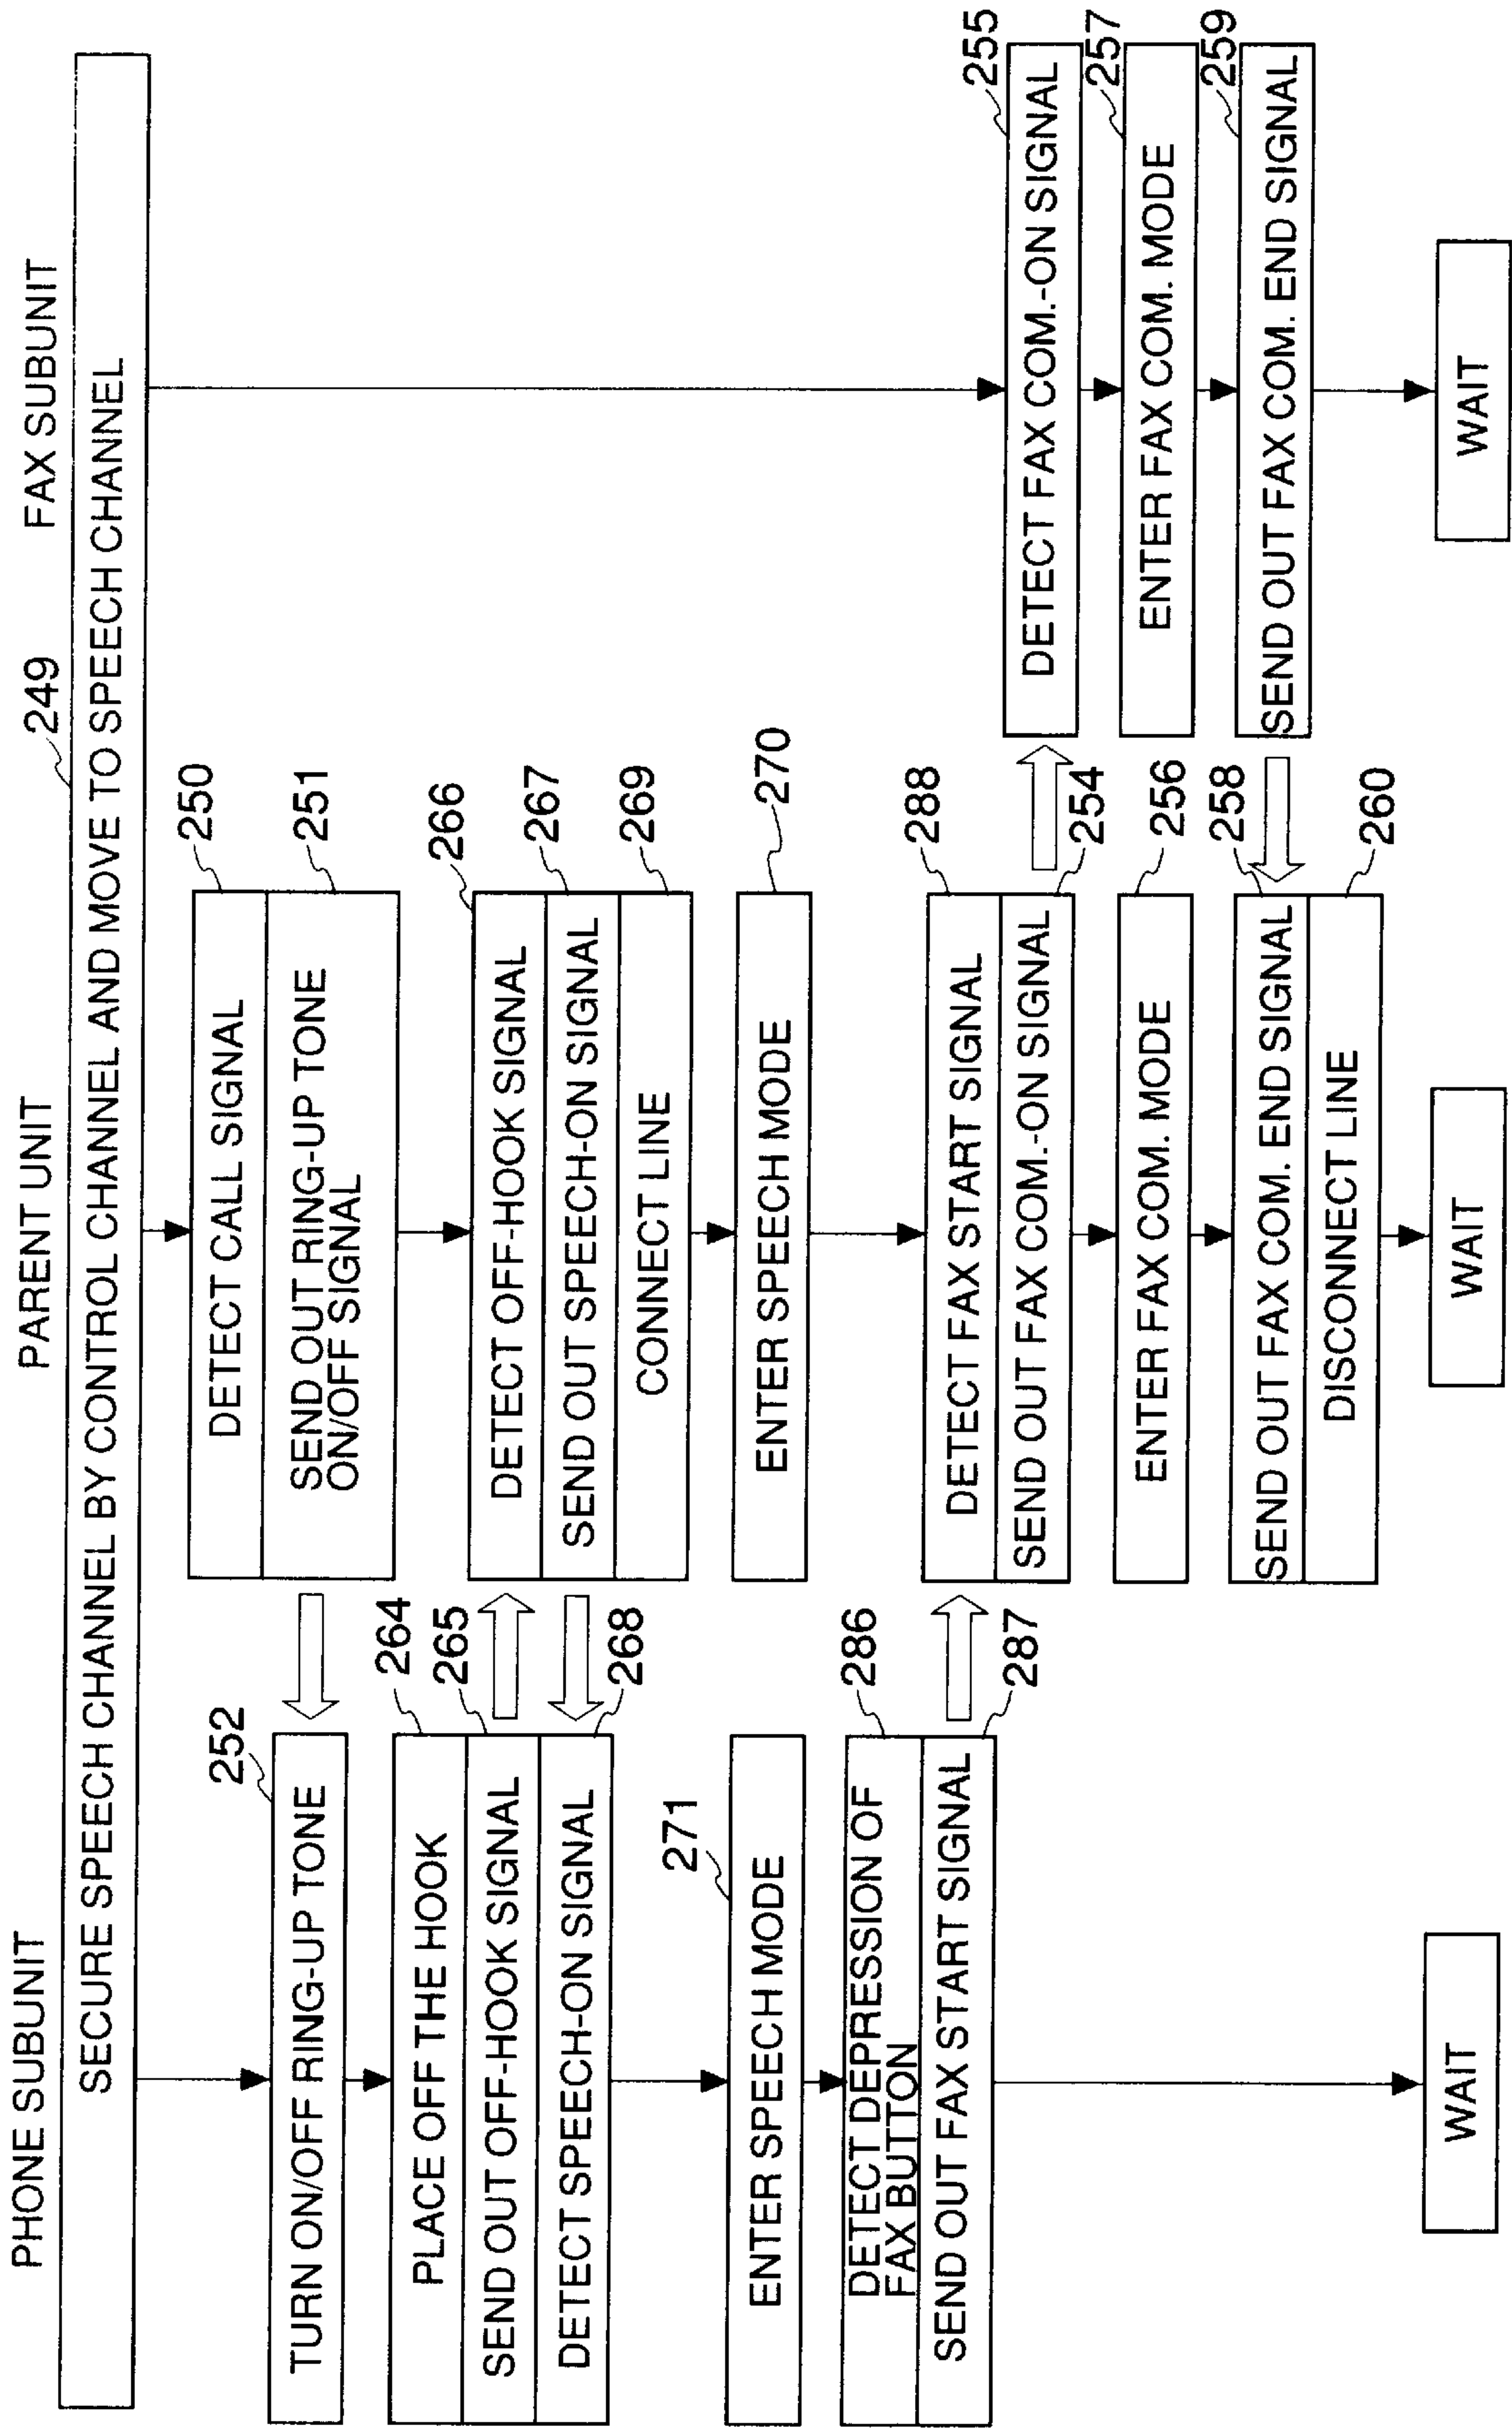 PHONE SUBUNIT
PARENT UNIT
FAX SUBUNIT
249
SECURE SPEECH CHANNEL BY CONTROL CHANNEL AND MOVE TO SPEECH CHANNEL
250
DETECT CALL SIGNAL
251
SEND OUT RING-UP TONE
ON/OFF SIGNAL
252
TURN ON/OFF RING-UP TONE
264
PLACE OFF THE HOOK
265
SEND OUT OFF-HOOK SIGNAL
268
DETECT SPEECH-ON SIGNAL
266
DETECT OFF-HOOK SIGNAL
267
SEND OUT SPEECH-ON SIGNAL
269
CONNECT LINE
270
ENTER SPEECH MODE
271
ENTER SPEECH MODE
286
DETECT DEPRESSION OF
FAX BUTTON
287
SEND OUT FAX START SIGNAL
288
DETECT FAX START SIGNAL
254
SEND OUT FAX COM.-ON SIGNAL
255
DETECT FAX COM.-ON SIGNAL
256
ENTER FAX COM. MODE
257
ENTER FAX COM. MODE
258
SEND OUT FAX COM. END SIGNAL
259
SEND OUT FAX COM. END SIGNAL
260
DISCONNECT LINE
WAIT
WAIT
WAIT